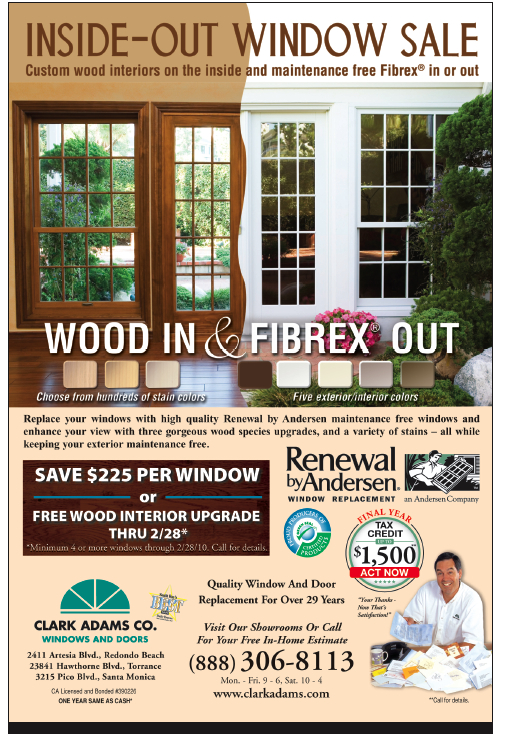 INSIDE-OUT WINDOW SALE
Custom wood interiors on the inside and maintenance free Fibrex® in or out
WOOD IN & FIBREX® OUT
Choose from hundreds of stain colors
Five exterior/interior colors
Replace your windows with high quality Renewal by Andersen maintenance free windows and
enhance your view with three gorgeous wood species upgrades, and a variety of stains – all while
keeping your exterior maintenance free.
SAVE $225 PER WINDOW
or
FREE WOOD INTERIOR UPGRADE
THRU 2/28*
*Minimum 4 or more windows through 2/28/10. Call for details.
Renewal
byAndersen.
WINDOW REPLACEMENT
an Andersen Company
PROUD PRODUCERS OF
CERTIFIED
PRODUCTS
FINAL YEAR
TAX
CREDIT
UP TO
$1,500**
ACT NOW
"Your Thanks -
Now That's
Satisfaction!"
Quality Window And Door
Replacement For Over 29 Years
Visit Our Showrooms Or Call
For Your Free In-Home Estimate
(888) 306-8113
Mon. - Fri. 9 - 6, Sat. 10 - 4
www.clarkadams.com
BEST
CLARK ADAMS CO.
WINDOWS AND DOORS
2411 Artesia Blvd., Redondo Beach
23841 Hawthorne Blvd., Torrance
3215 Pico Blvd., Santa Monica
CA Licensed and Bonded #390226
ONE YEAR SAME AS CASH*
**Call for details.